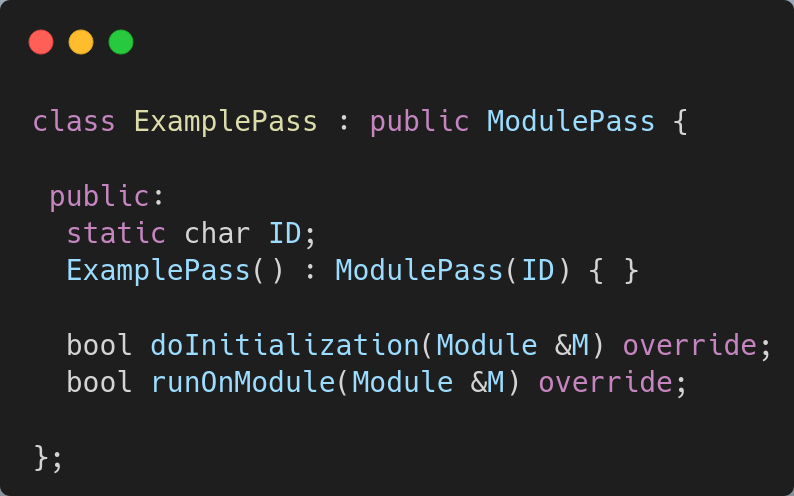 class ExamplePass : public ModulePass {
public:
static char ID;
ExamplePass() : ModulePass(ID) { }
bool doInitialization(Module &M) override;
bool runOnModule(Module &M) override;
};